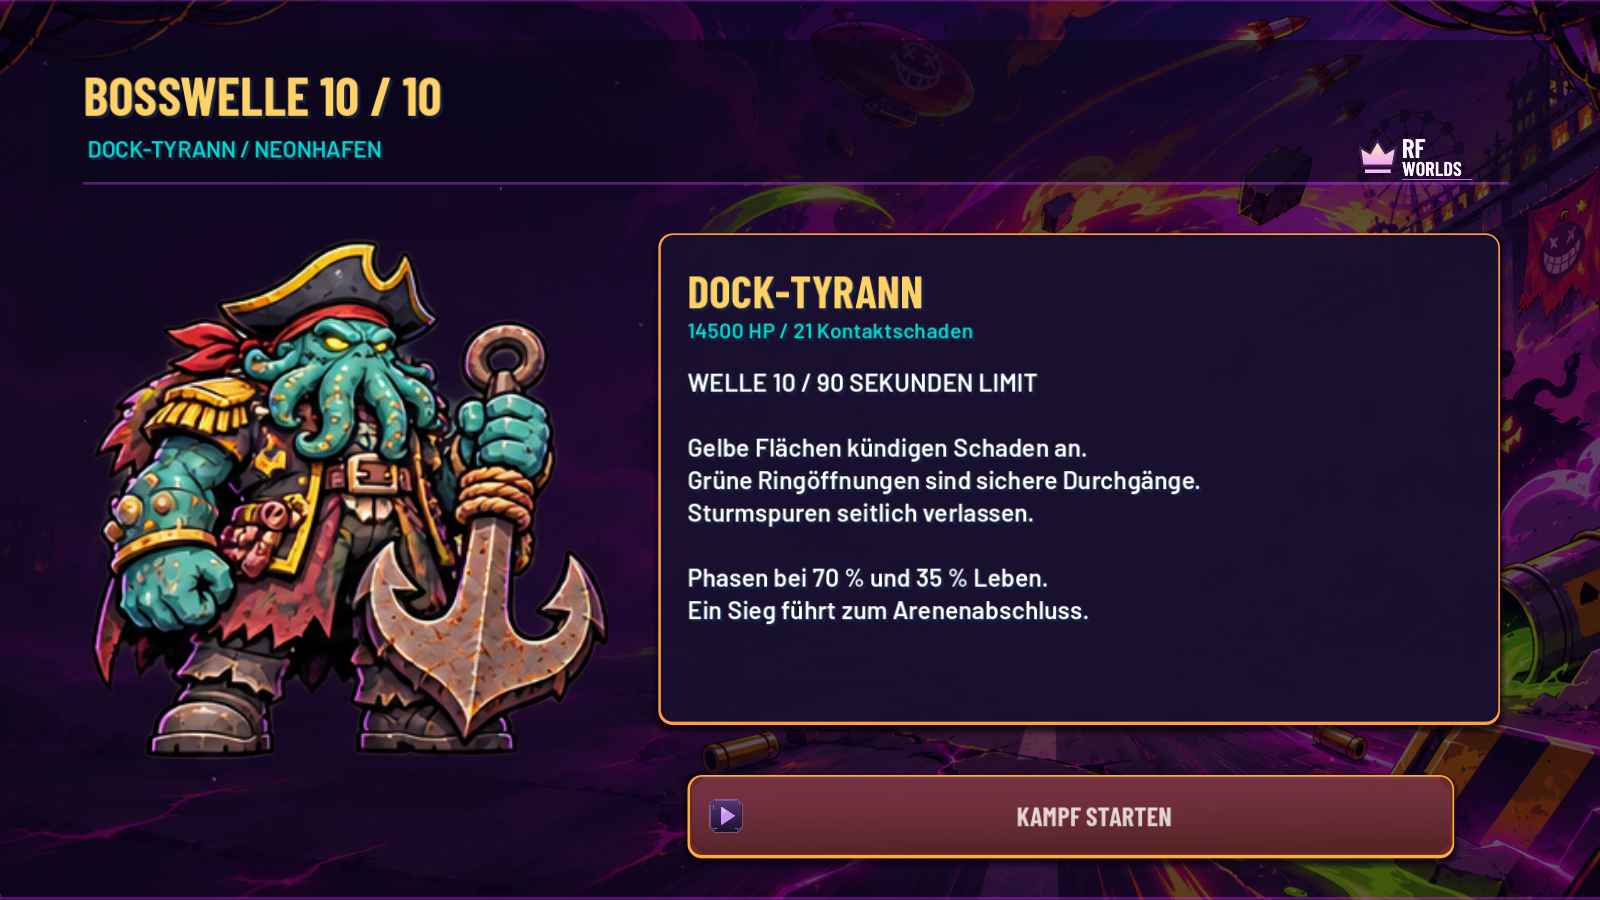 BOSSWELLE 10 / 10
DOCK-TYRANN / NEONHAFEN
RF
WORLDS
DOCK-TYRANN
14500 HP / 21 Kontaktschaden
WELLE 10 / 90 SEKUNDEN LIMIT
Gelbe Flächen kündigen Schaden an.
Grüne Ringöffnungen sind sichere Durchgänge.
Sturmspuren seitlich verlassen.
Phasen bei 70 % und 35 % Leben.
Ein Sieg führt zum Arenenabschluss.
KAMPF STARTEN